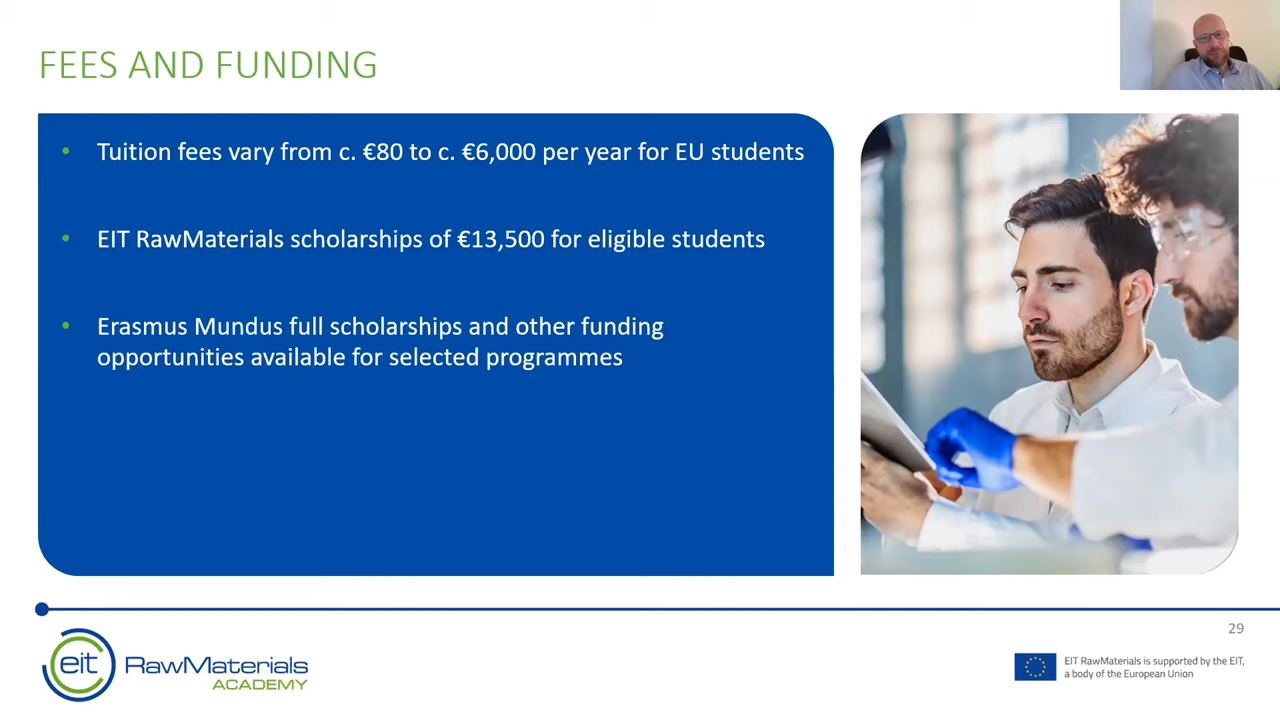 FEES AND FUNDING
• Tuition fees vary from c. €80 to c. €6,000 per year for EU students
• EIT RawMaterials scholarships of €13,500 for eligible students
• Erasmus Mundus full scholarships and other funding
opportunities available for selected programmes
29
eit RawMaterials
ACADEMY
EIT RawMaterials is supported by the EIT,
a body of the European Union